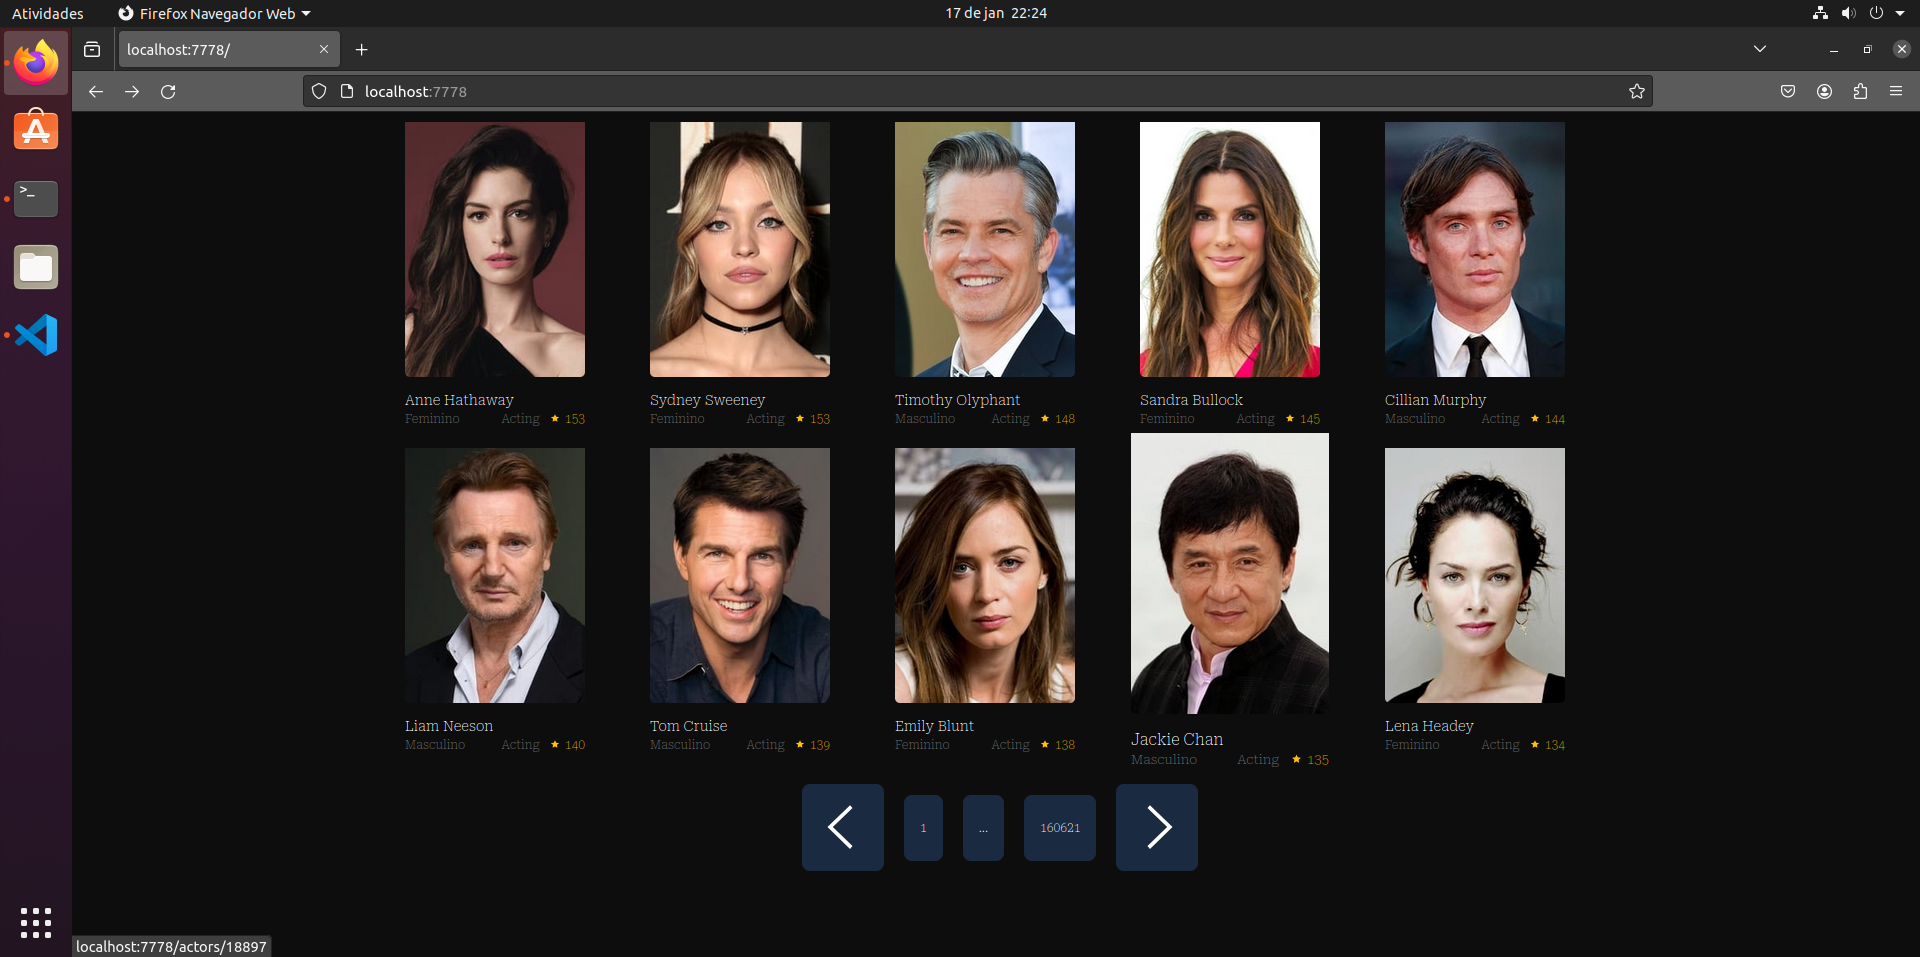 Atividades Firefox Navegador Web 17 de jan 22:24
localhost:7778/
localhost:7778
Anne Hathaway
Feminino Acting 153
Sydney Sweeney
Feminino Acting 153
Timothy Olyphant
Masculino Acting 148
Sandra Bullock
Feminino Acting 145
Cillian Murphy
Masculino Acting 144
Liam Neeson
Masculino Acting 140
Tom Cruise
Masculino Acting 139
Emily Blunt
Feminino Acting 138
Jackie Chan
Masculino Acting 135
Lena Headey
Feminino Acting 134
1 ... 160621
localhost:7778/actors/18897